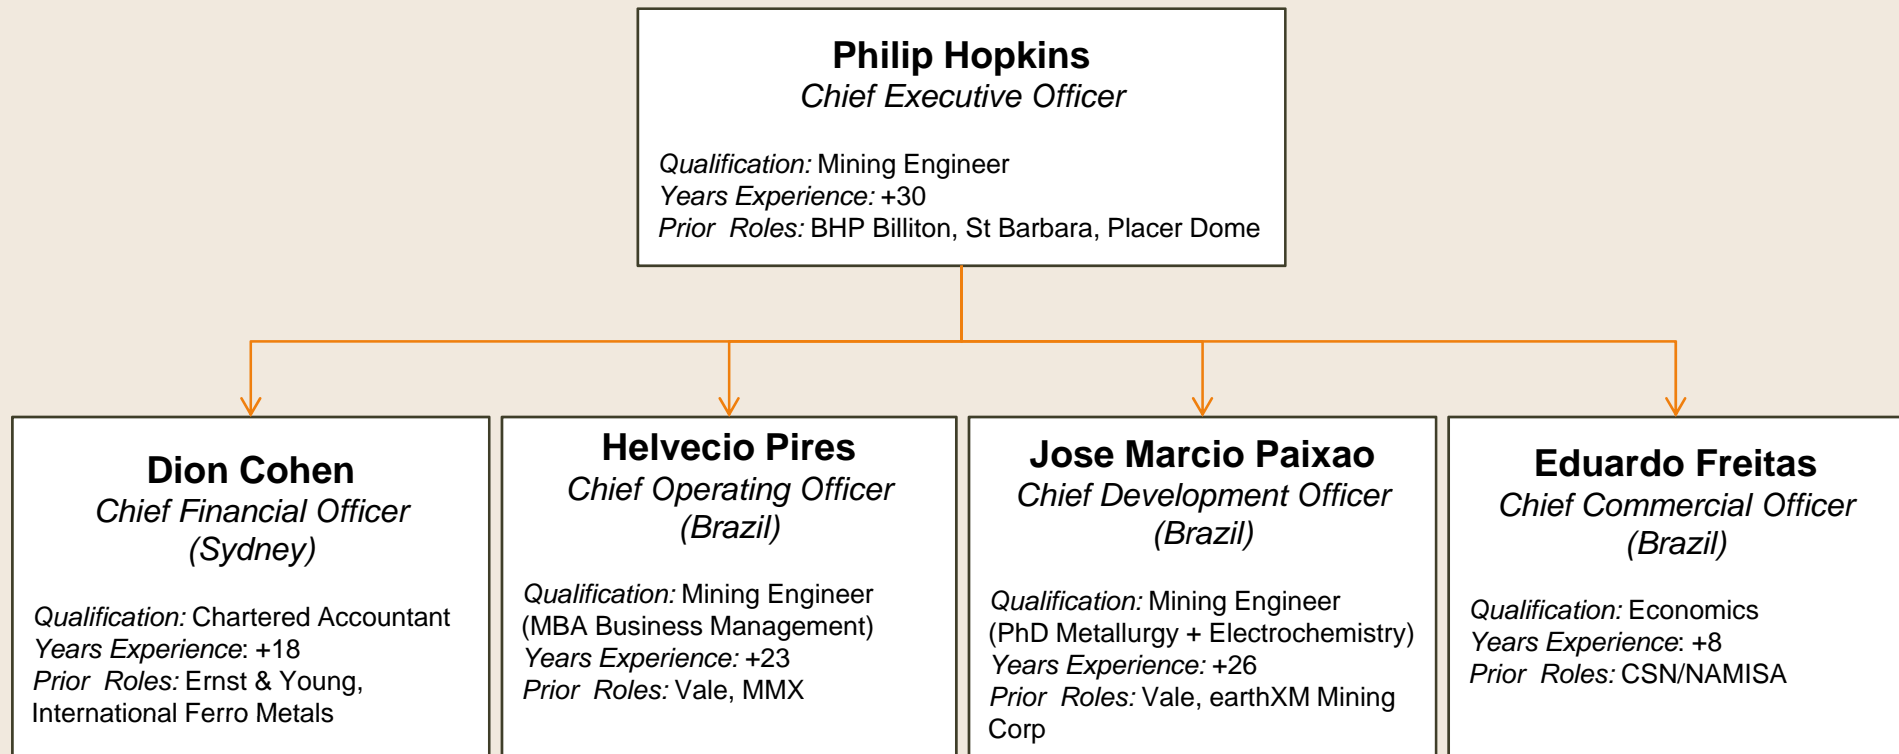 Philip Hopkins
Chief Executive Officer
Qualification: Mining Engineer
Years Experience: +30
Prior Roles: BHP Billiton, St Barbara, Placer Dome
Dion Cohen
Chief Financial Officer
(Sydney)
Qualification: Chartered Accountant
Years Experience: +18
Prior Roles: Ernst & Young,
International Ferro Metals
Helvecio Pires
Chief Operating Officer
(Brazil)
Qualification: Mining Engineer
(MBA Business Management)
Years Experience: +23
Prior Roles: Vale, MMX
Jose Marcio Paixao
Chief Development Officer
(Brazil)
Qualification: Mining Engineer
(PhD Metallurgy + Electrochemistry)
Years Experience: +26
Prior Roles: Vale, earthXM Mining
Corp
Eduardo Freitas
Chief Commercial Officer
(Brazil)
Qualification: Economics
Years Experience: +8
Prior Roles: CSN/NAMISA